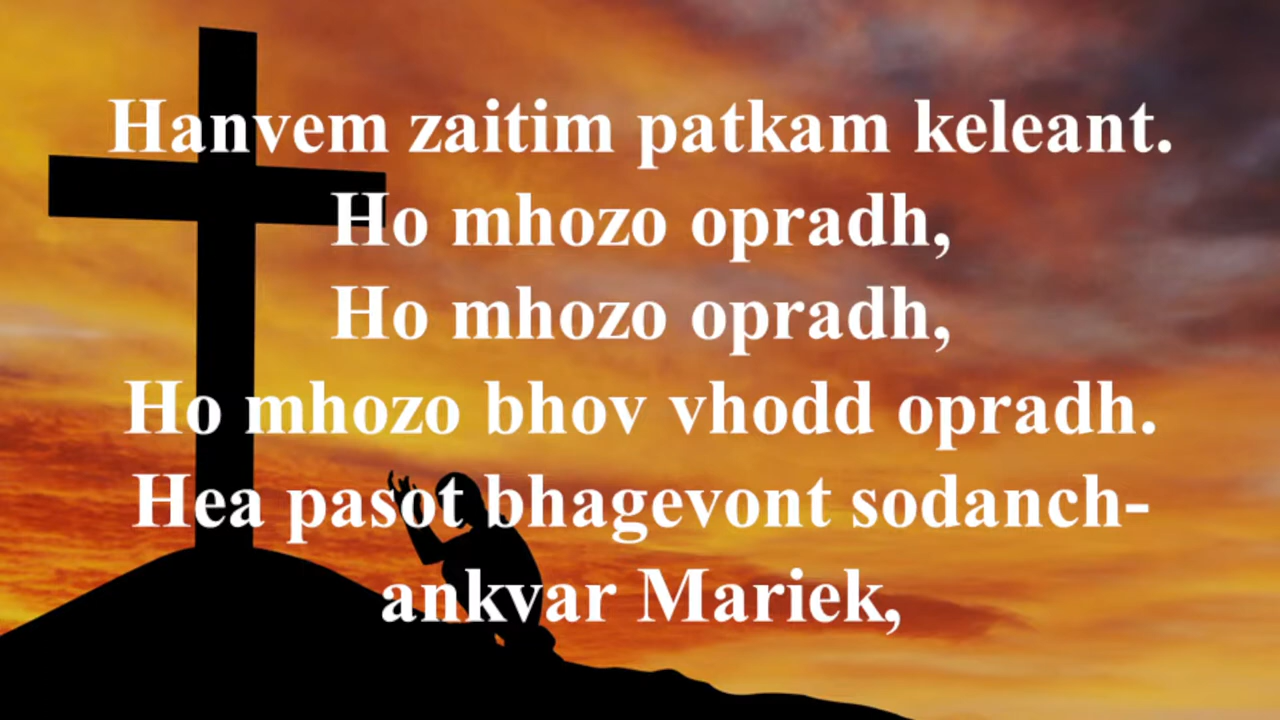 Hanvem zaitim patkam keleant.
Ho mhozo opradh,
Ho mhozo opradh,
Ho mhozo bhov vhodd opradh.
Hea pasot bhagevont sodanch-
ankvar Mariek,